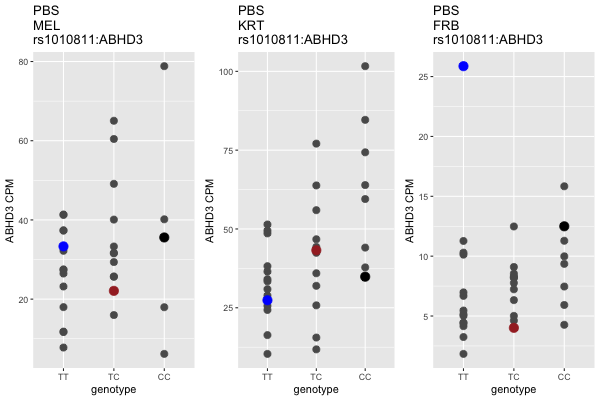 PBS
MEL
rs1010811:ABHD3
80
60
40
20
ABHD3 CPM
TT
TC
CC
genotype
PBS
KRT
rs1010811:ABHD3
100
75
50
25
ABHD3 CPM
TT
TC
CC
genotype
PBS
FRB
rs1010811:ABHD3
25
20
15
10
5
ABHD3 CPM
TT
TC
CC
genotype